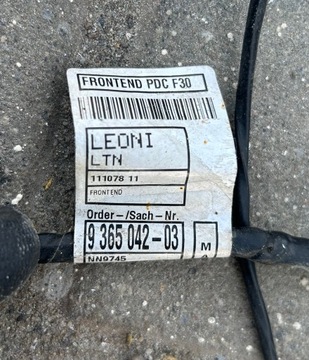 FRONTEND PDC F30
LEONI
LTN
111078 11
FRONTEND
Order-/Sach-Nr.
9 365 042-03
M
NN9745